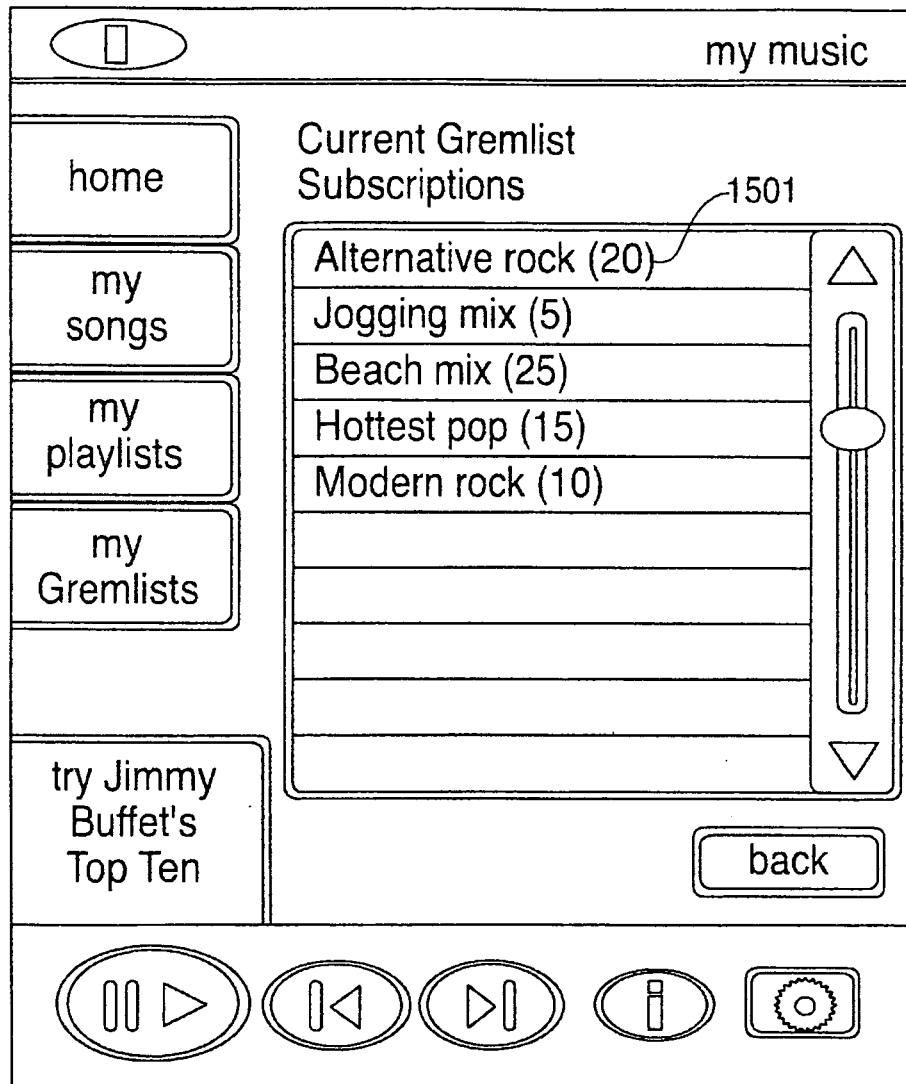 my music
home
my
songs
my
playlists
my
Gremlists
try Jimmy
Buffet's
Top Ten
Current Gremlist
Subscriptions
1501
Alternative rock (20)
Jogging mix (5)
Beach mix (25)
Hottest pop (15)
Modern rock (10)
back
i